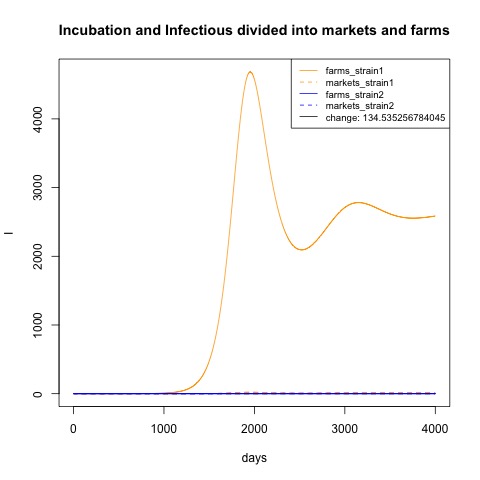 Incubation and Infectious divided into markets and farms
farms_strain1
markets_strain1
farms_strain2
markets_strain2
change: 134.535256784045
I
4000
3000
2000
1000
0
0 1000 2000 3000 4000
days